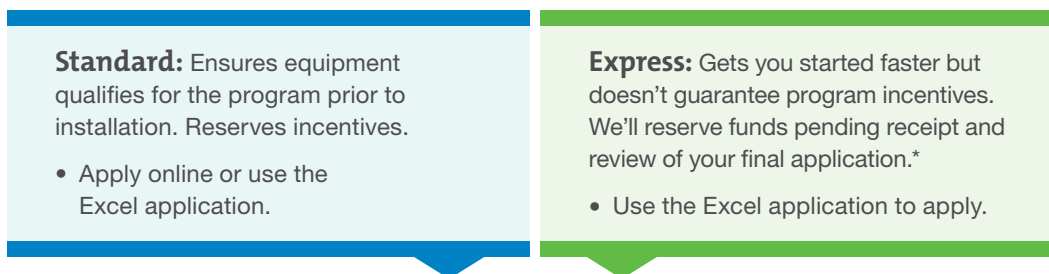 Standard: Ensures equipment
qualifies for the program prior to
installation. Reserves incentives.
• Apply online or use the
Excel application.
Express: Gets you started faster but
doesn’t guarantee program incentives.
We’ll reserve funds pending receipt and
review of your final application.*
• Use the Excel application to apply.